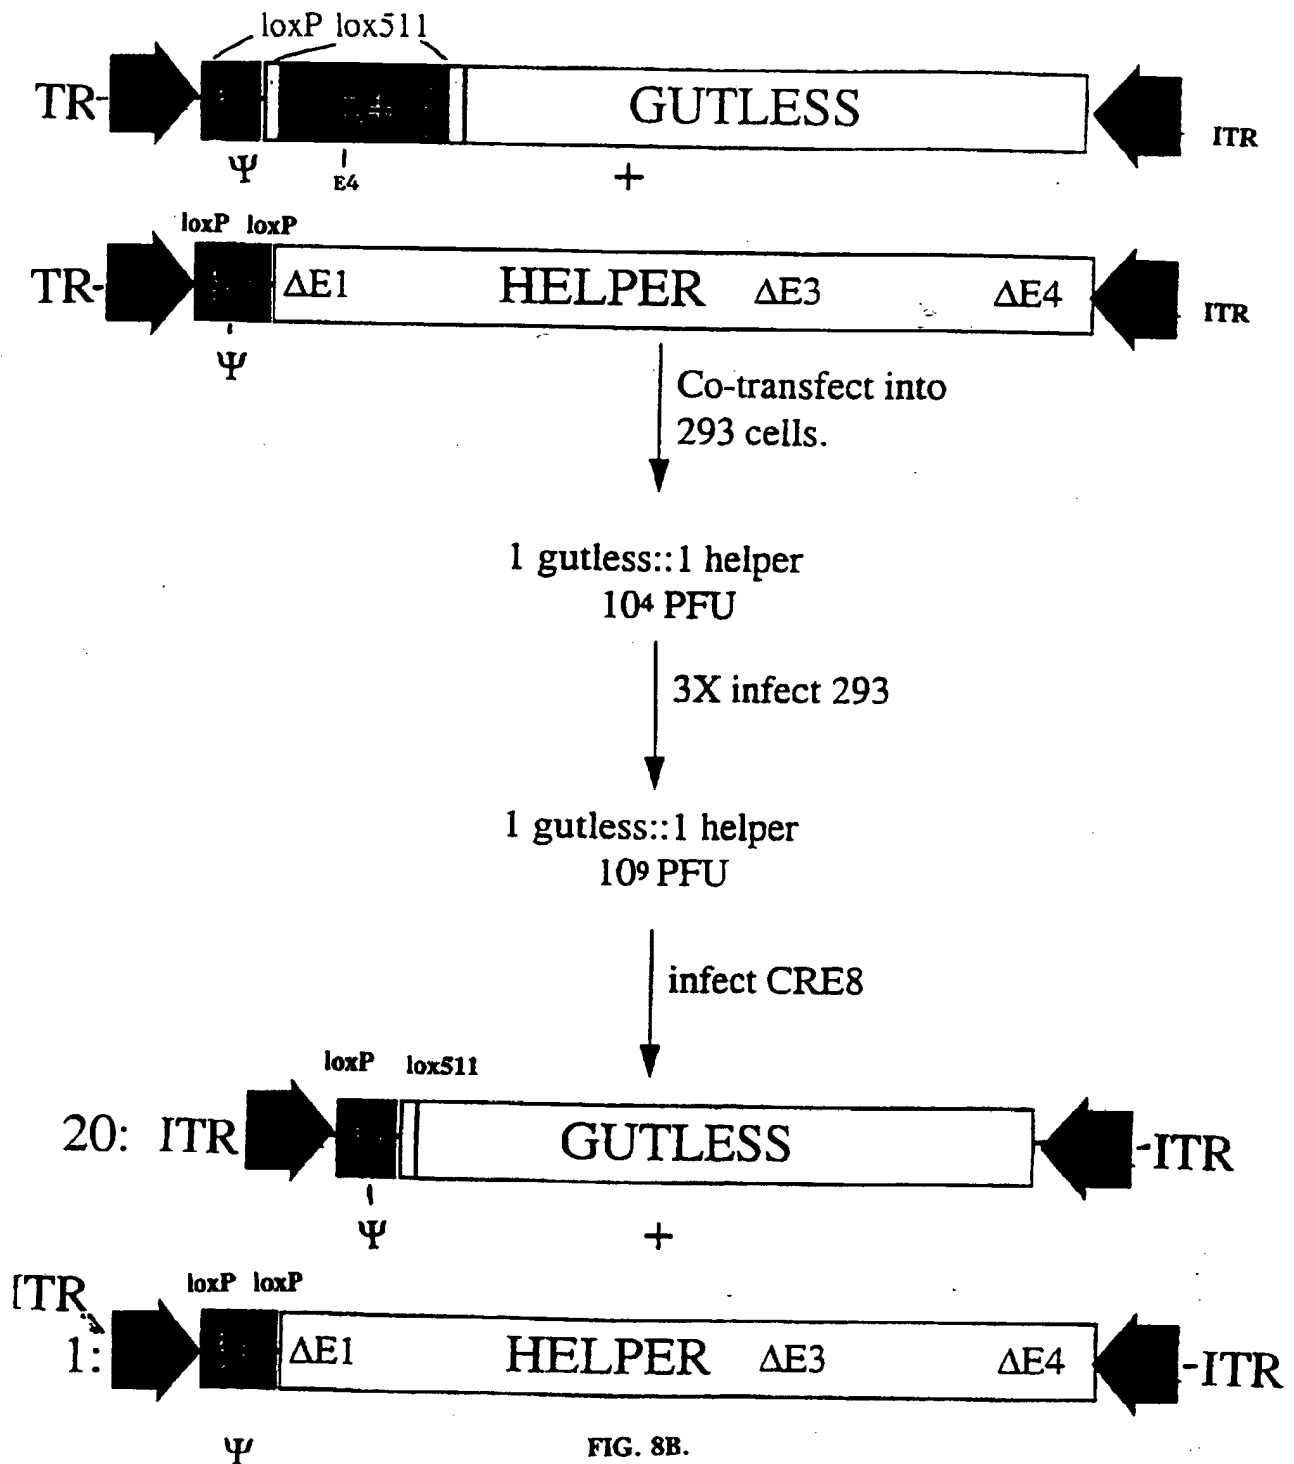 loxP lox511
TR- GUTLESS ITR
Ψ E4 +
loxP loxP
TR- ΔE1 HELPER ΔE3 ΔE4 ITR
Ψ
Co-transfect into
293 cells.
1 gutless::1 helper
10⁴ PFU
3X infect 293
1 gutless::1 helper
10⁹ PFU
infect CRE8
loxP lox511
20: ITR GUTLESS -ITR
Ψ +
ITR loxP loxP
1: ΔE1 HELPER ΔE3 ΔE4 -ITR
Ψ
FIG. 8B.